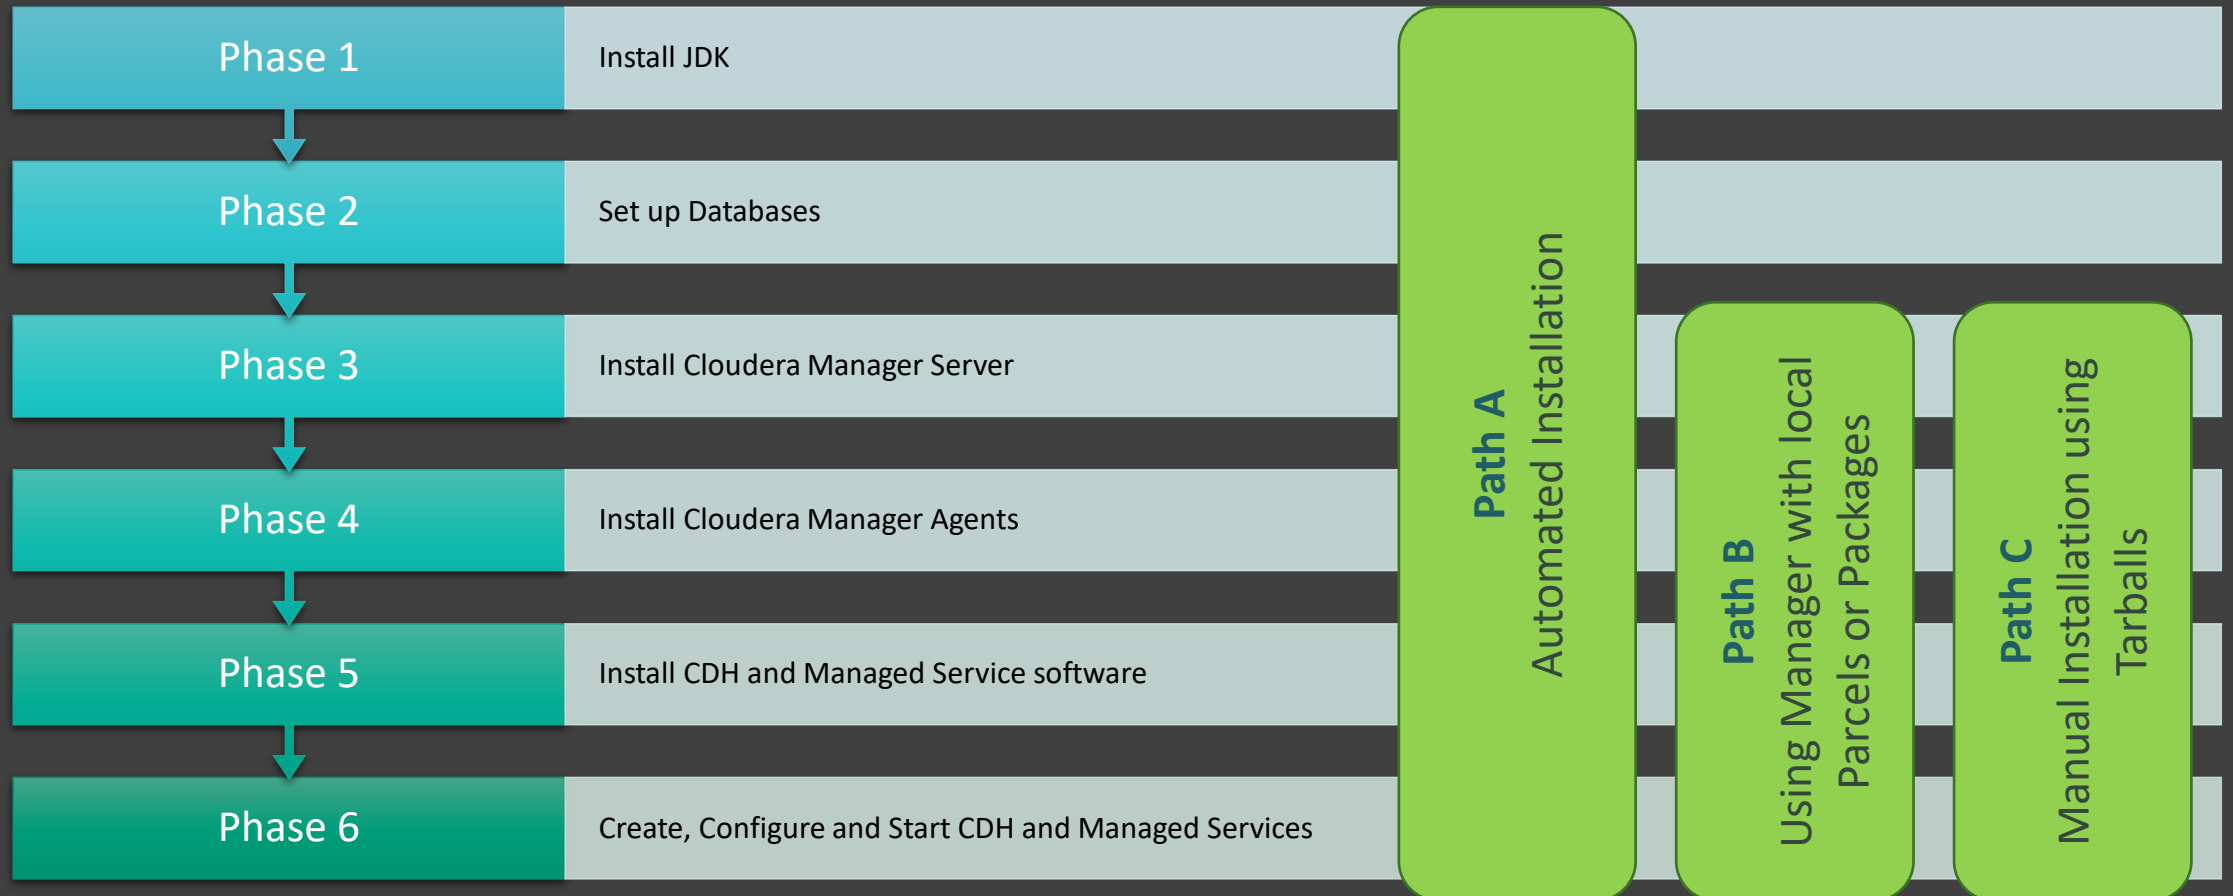 Phase 1
Install JDK
Phase 2
Set up Databases
Phase 3
Install Cloudera Manager Server
Phase 4
Install Cloudera Manager Agents
Phase 5
Install CDH and Managed Service software
Phase 6
Create, Configure and Start CDH and Managed Services
Path A
Automated Installation
Path B
Using Manager with local
Parcels or Packages
Path C
Manual Installation using
Tarballs